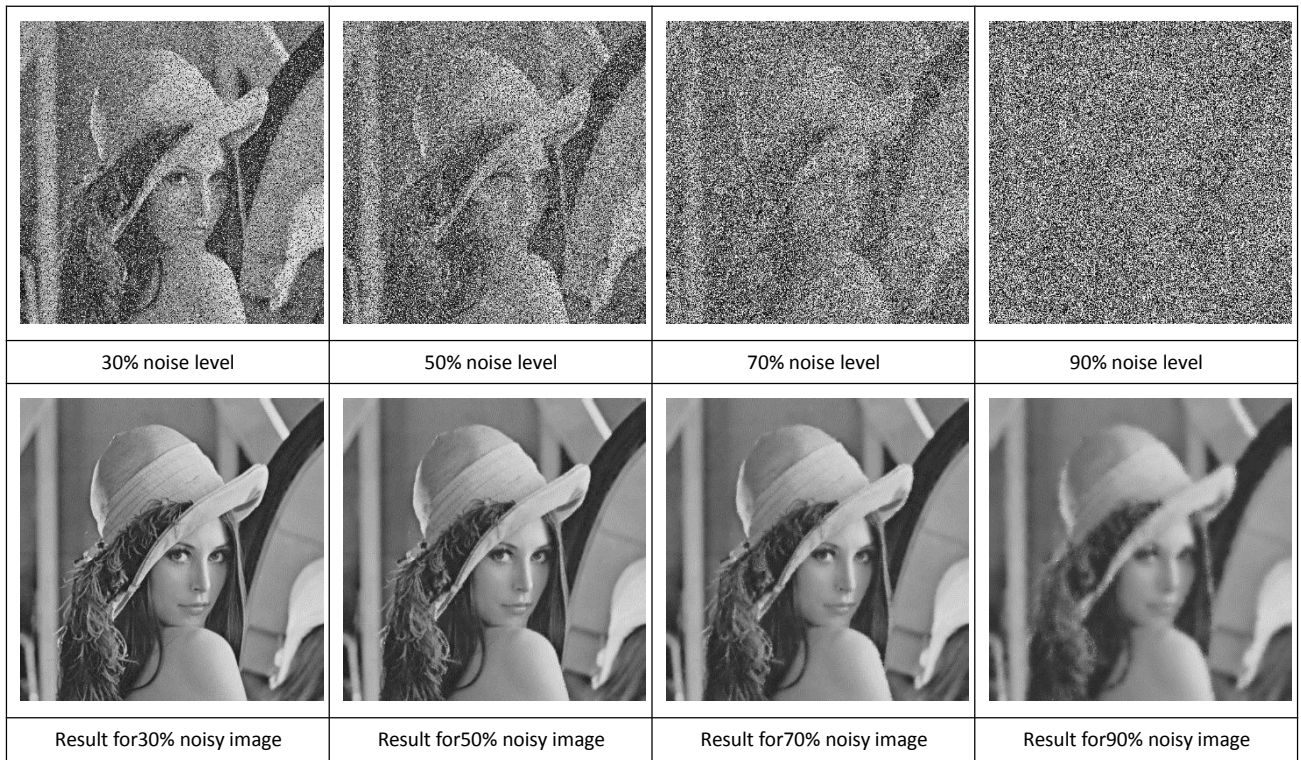 30% noise level
50% noise level
70% noise level
90% noise level
Result for30% noisy image
Result for50% noisy image
Result for70% noisy image
Result for90% noisy image